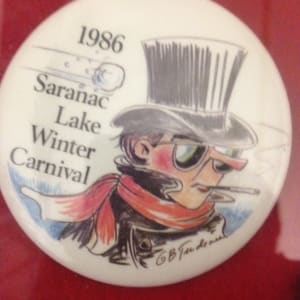 1986
Saranac
Lake
Winter
Carnival
GB Trudeau